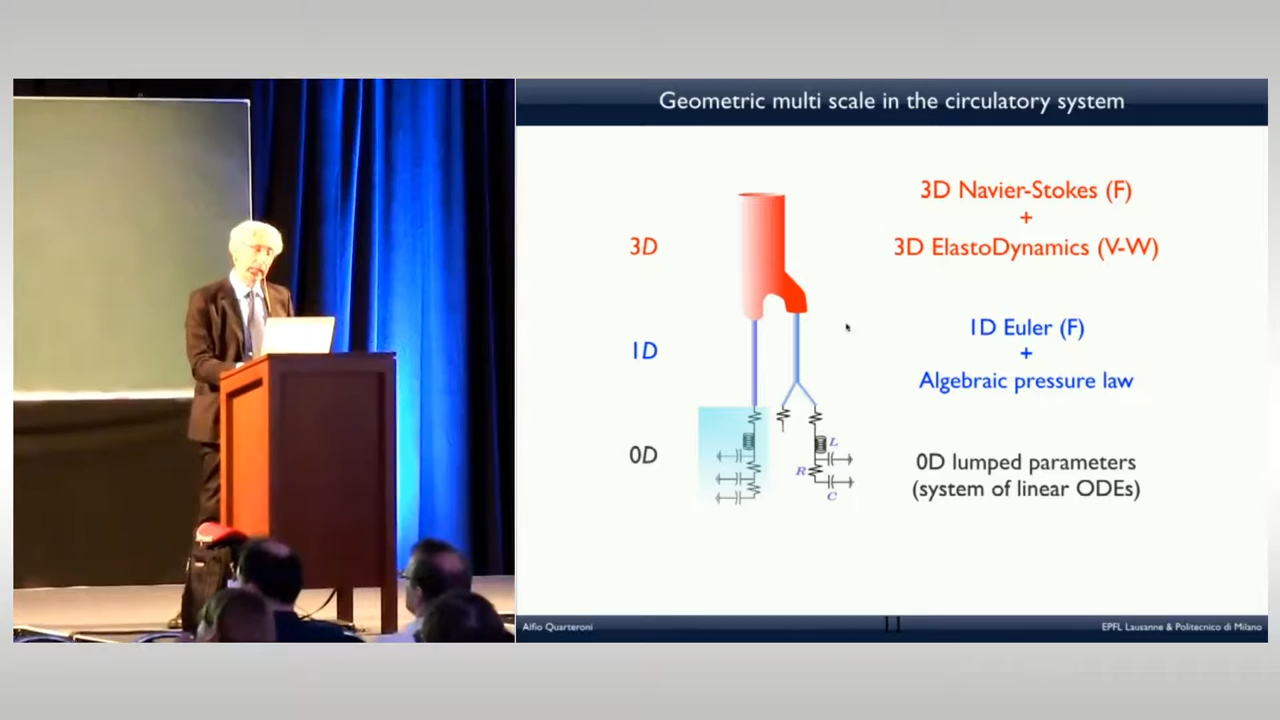 Geometric multi scale in the circulatory system
3D Navier-Stokes (F)
+
3D
3D ElastoDynamics (V-W)
1D Euler (F)
1D
+
Algebraic pressure law
L
0D
0D lumped parameters
R
(system of linear ODEs)
C
Alfio Quarteroni
11
EPFL Lausanne & Politecnico di Milano